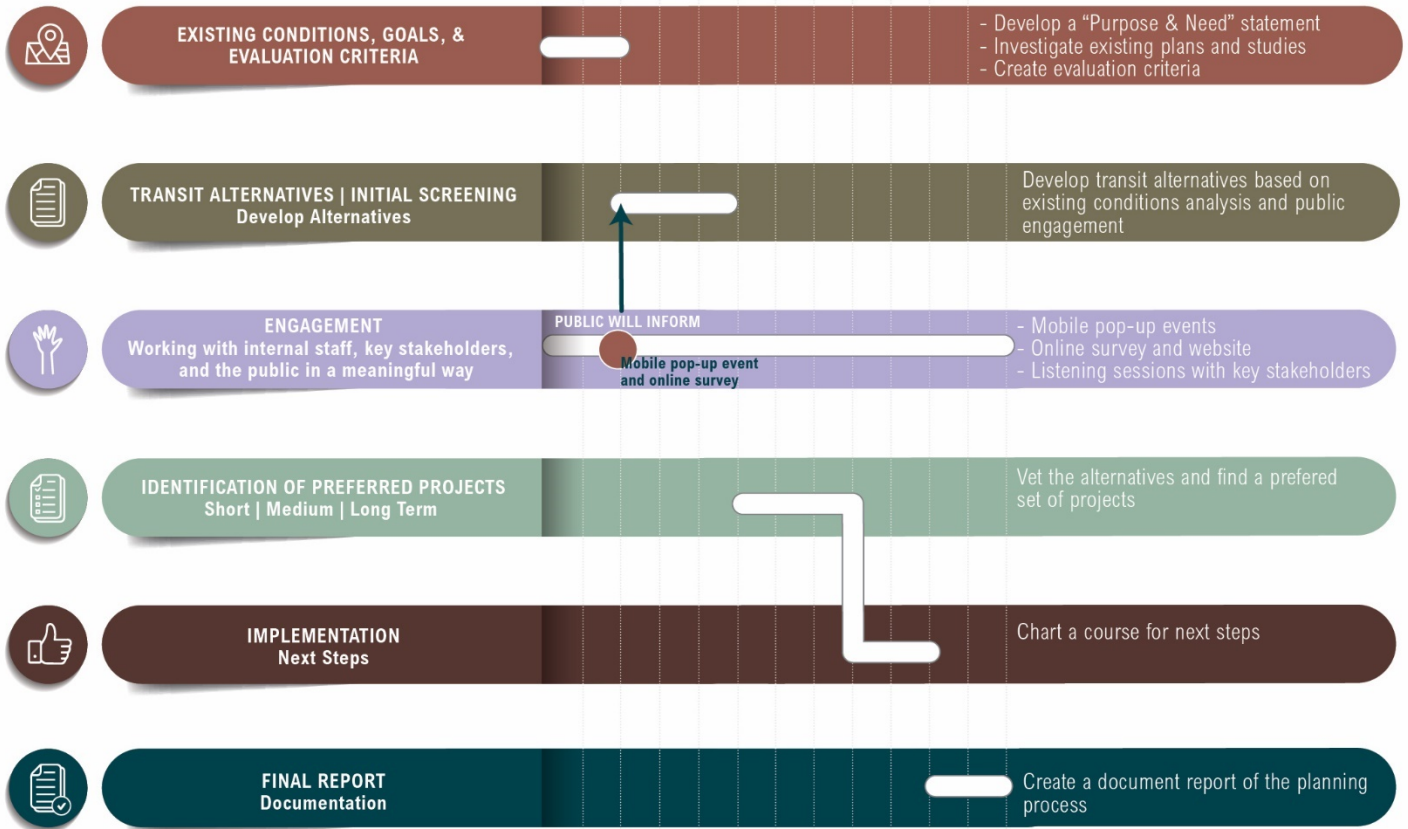 EXISTING CONDITIONS, GOALS, &
EVALUATION CRITERIA
- Develop a “Purpose & Need” statement
- Investigate existing plans and studies
- Create evaluation criteria
TRANSIT ALTERNATIVES | INITIAL SCREENING
Develop Alternatives
Develop transit alternatives based on
existing conditions analysis and public
engagement
ENGAGEMENT
Working with internal staff, key stakeholders,
and the public in a meaningful way
PUBLIC WILL INFORM
Mobile pop-up event
and online survey
- Mobile pop-up events
- Online survey and website
- Listening sessions with key stakeholders
IDENTIFICATION OF PREFERRED PROJECTS
Short | Medium | Long Term
Vet the alternatives and find a prefered
set of projects
IMPLEMENTATION
Next Steps
Chart a course for next steps
FINAL REPORT
Documentation
Create a document report of the planning
process